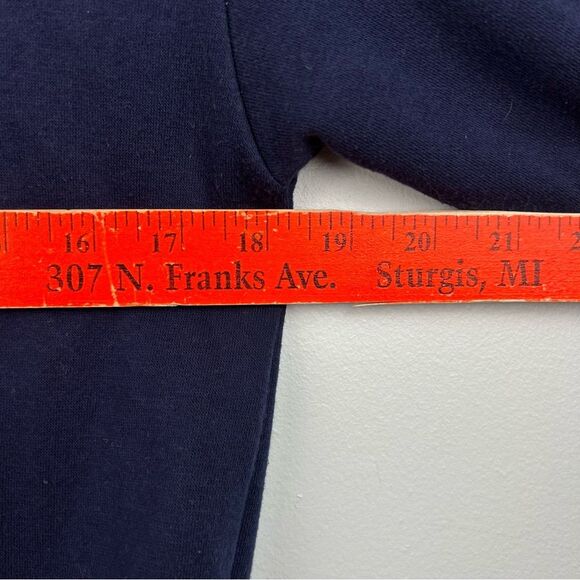 16 17 18 19 20 21
307 N. Franks Ave. Sturgis, MI